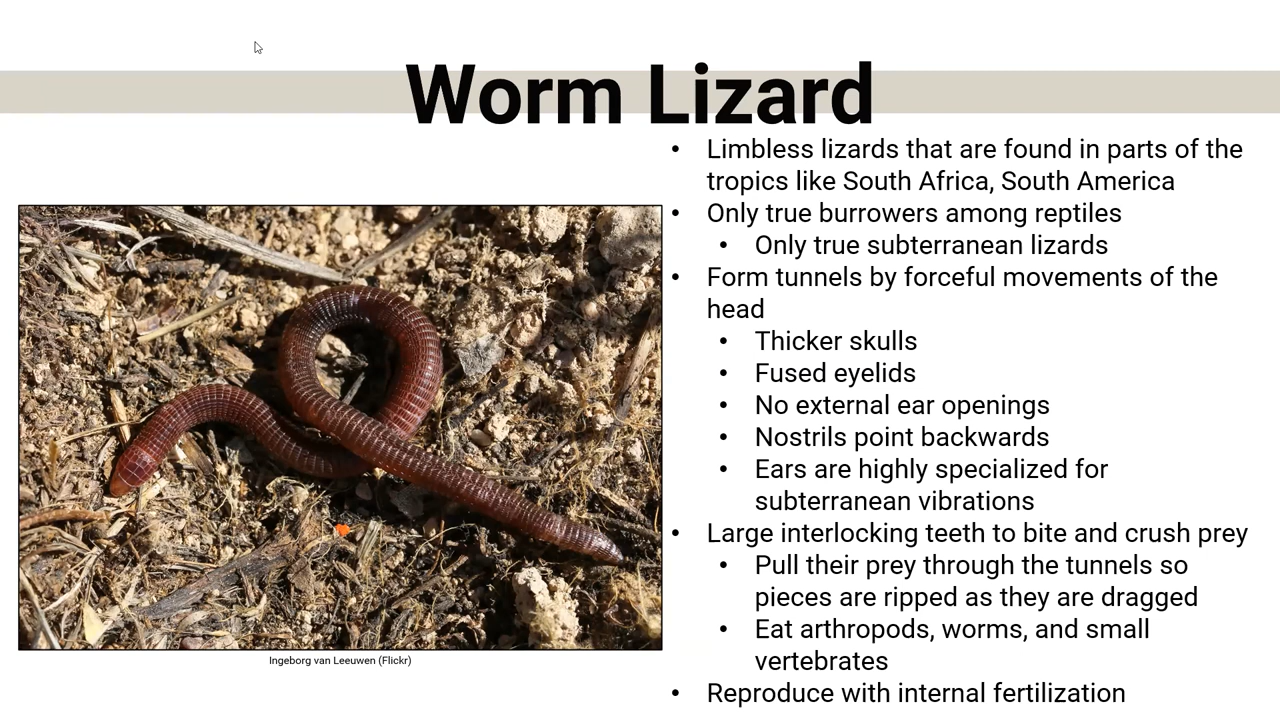 Worm Lizard
• Limbless lizards that are found in parts of the
tropics like South Africa, South America
• Only true burrowers among reptiles
• Only true subterranean lizards
• Form tunnels by forceful movements of the
head
• Thicker skulls
• Fused eyelids
• No external ear openings
• Nostrils point backwards
• Ears are highly specialized for
subterranean vibrations
• Large interlocking teeth to bite and crush prey
• Pull their prey through the tunnels so
pieces are ripped as they are dragged
• Eat arthropods, worms, and small
vertebrates
• Reproduce with internal fertilization
Ingeborg van Leeuwen (Flickr)